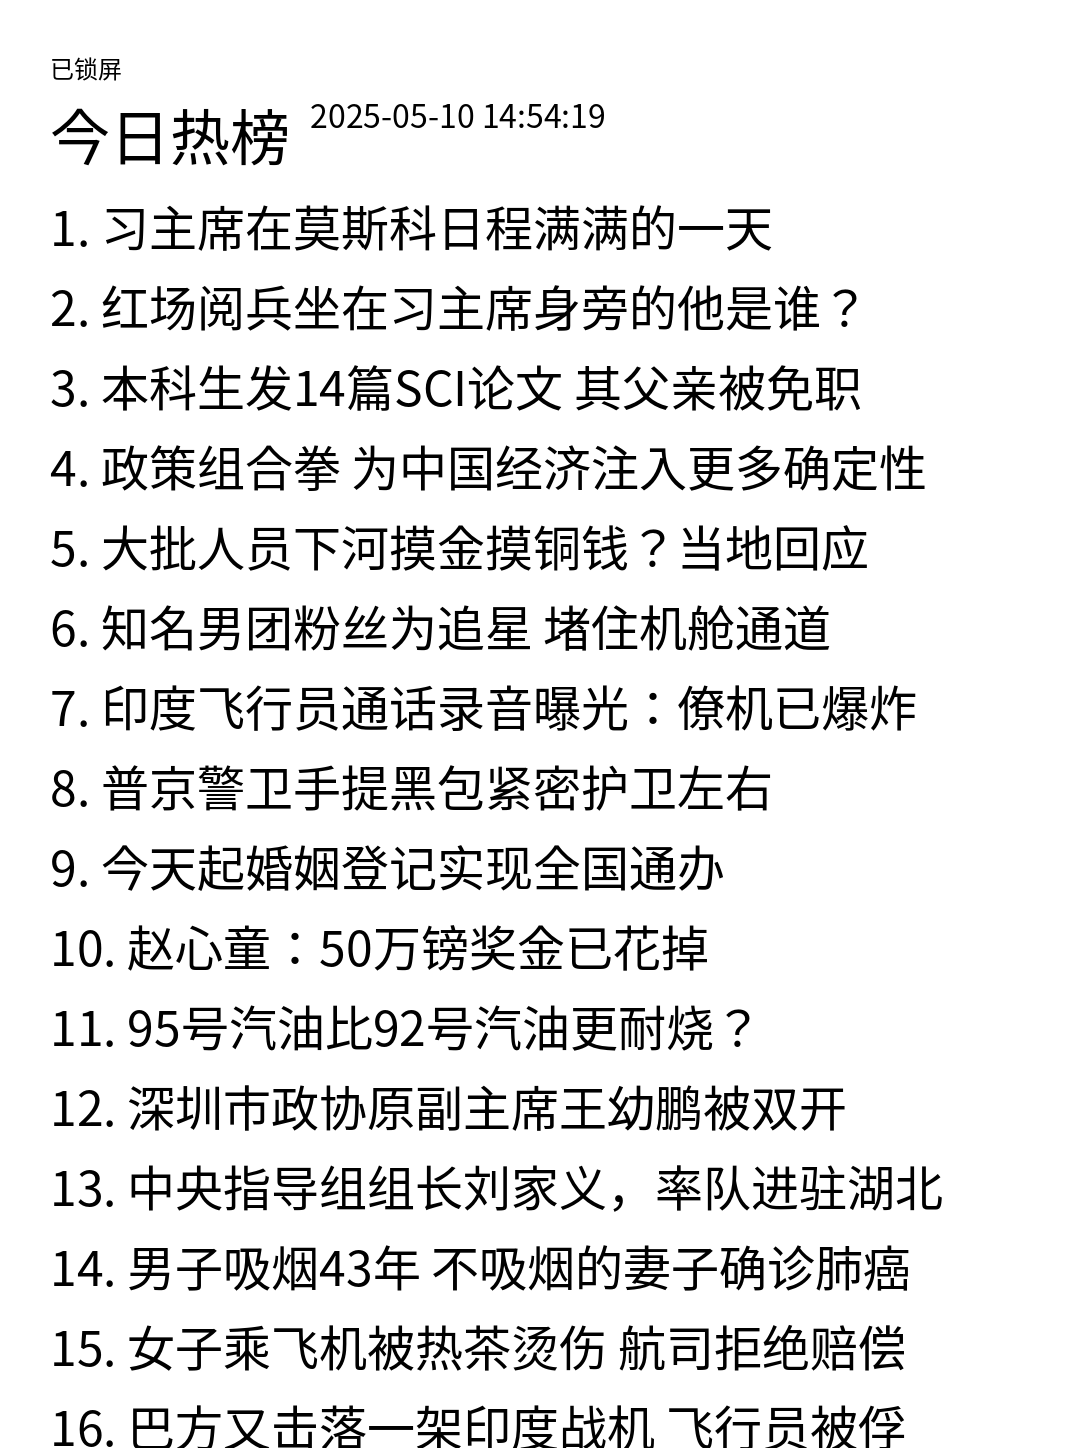 已锁屏
今日热榜 2025-05-10 14:54:19
1. 习主席在莫斯科日程满满的一天
2. 红场阅兵坐在习主席身旁的他是谁？
3. 本科生发14篇SCI论文 其父亲被免职
4. 政策组合拳 为中国经济注入更多确定性
5. 大批人员下河摸金摸铜钱？当地回应
6. 知名男团粉丝为追星 堵住机舱通道
7. 印度飞行员通话录音曝光：僚机已爆炸
8. 普京警卫手提黑包紧密护卫左右
9. 今天起婚姻登记实现全国通办
10. 赵心童：50万镑奖金已花掉
11. 95号汽油比92号汽油更耐烧？
12. 深圳市政协原副主席王幼鹏被双开
13. 中央指导组组长刘家义，率队进驻湖北
14. 男子吸烟43年 不吸烟的妻子确诊肺癌
15. 女子乘飞机被热茶烫伤 航司拒绝赔偿
16. 巴方又击落一架印度战机 飞行员被俘